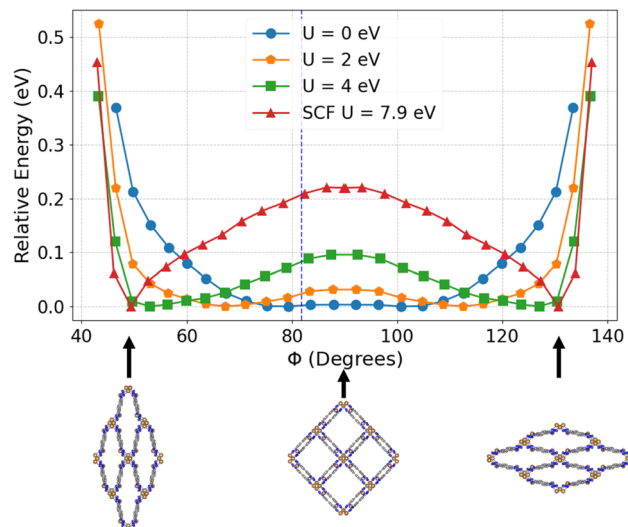 0.5
0.4
0.3
0.2
0.1
0.0
Relative Energy (eV)
U = 0 eV
U = 2 eV
U = 4 eV
SCF U = 7.9 eV
40 60 80 100 120 140
Φ (Degrees)